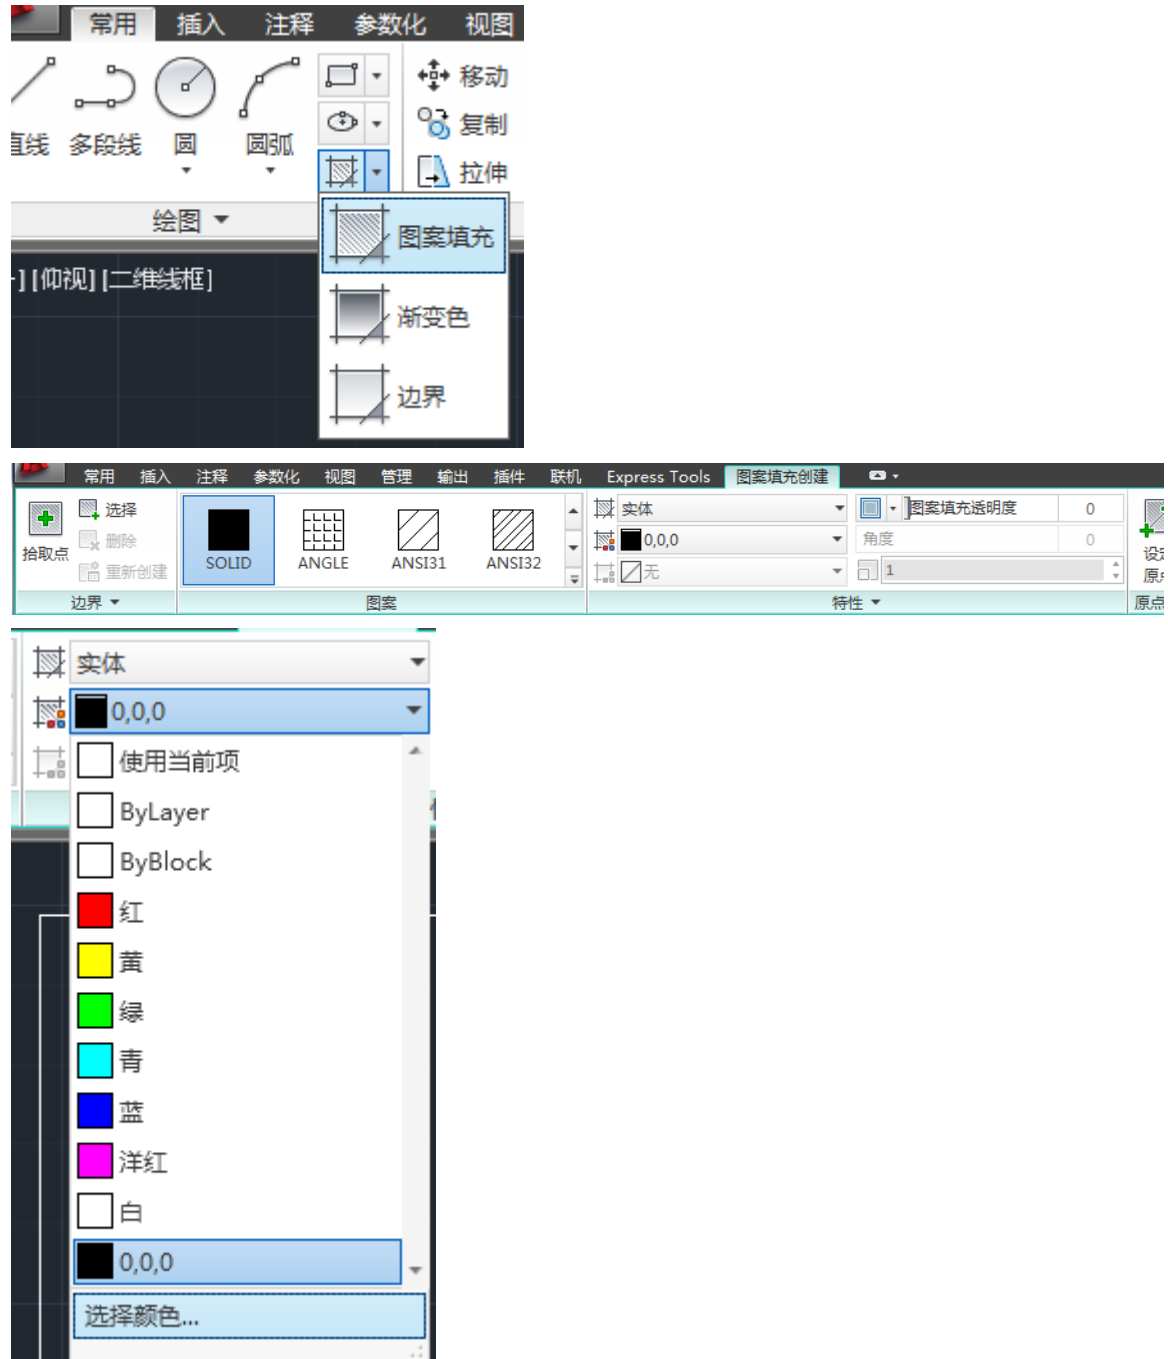 常用 插入 注释 参数化 视图
移动
复制
直线 多段线 圆 圆弧
拉伸
绘图
图案填充
-] [仰视] [二维线框]
渐变色
边界
常用 插入 注释 参数化 视图 管理 输出 插件 联机 Express Tools 图案填充创建
选择 实体 图案填充透明度 0
删除 0,0,0 角度 0
拾取点 SOLID ANGLE ANSI31 ANSI32
重新创建 无 1
边界 图案 特性 原点
实体
0,0,0
使用当前项
ByLayer
ByBlock
红
黄
绿
青
蓝
洋红
白
0,0,0
选择颜色...